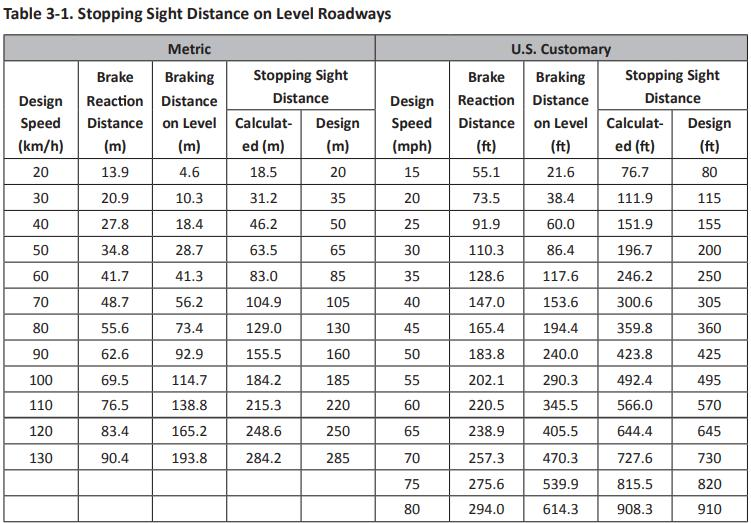 Table 3-1. Stopping Sight Distance on Level Roadways
Metric U.S. Customary
Brake Braking Stopping Sight Brake Braking Stopping Sight
Design Reaction Distance Distance Design Reaction Distance Distance
Speed Distance on Level Calculat- Design Speed Distance on Level Calculat- Design
(km/h) (m) (m) ed (m) (m) (mph) (ft) (ft) ed (ft) (ft)
20 13.9 4.6 18.5 20 15 55.1 21.6 76.7 80
30 20.9 10.3 31.2 35 20 73.5 38.4 111.9 115
40 27.8 18.4 46.2 50 25 91.9 60.0 151.9 155
50 34.8 28.7 63.5 65 30 110.3 86.4 196.7 200
60 41.7 41.3 83.0 85 35 128.6 117.6 246.2 250
70 48.7 56.2 104.9 105 40 147.0 153.6 300.6 305
80 55.6 73.4 129.0 130 45 165.4 194.4 359.8 360
90 62.6 92.9 155.5 160 50 183.8 240.0 423.8 425
100 69.5 114.7 184.2 185 55 202.1 290.3 492.4 495
110 76.5 138.8 215.3 220 60 220.5 345.5 566.0 570
120 83.4 165.2 248.6 250 65 238.9 405.5 644.4 645
130 90.4 193.8 284.2 285 70 257.3 470.3 727.6 730
75 275.6 539.9 815.5 820
80 294.0 614.3 908.3 910